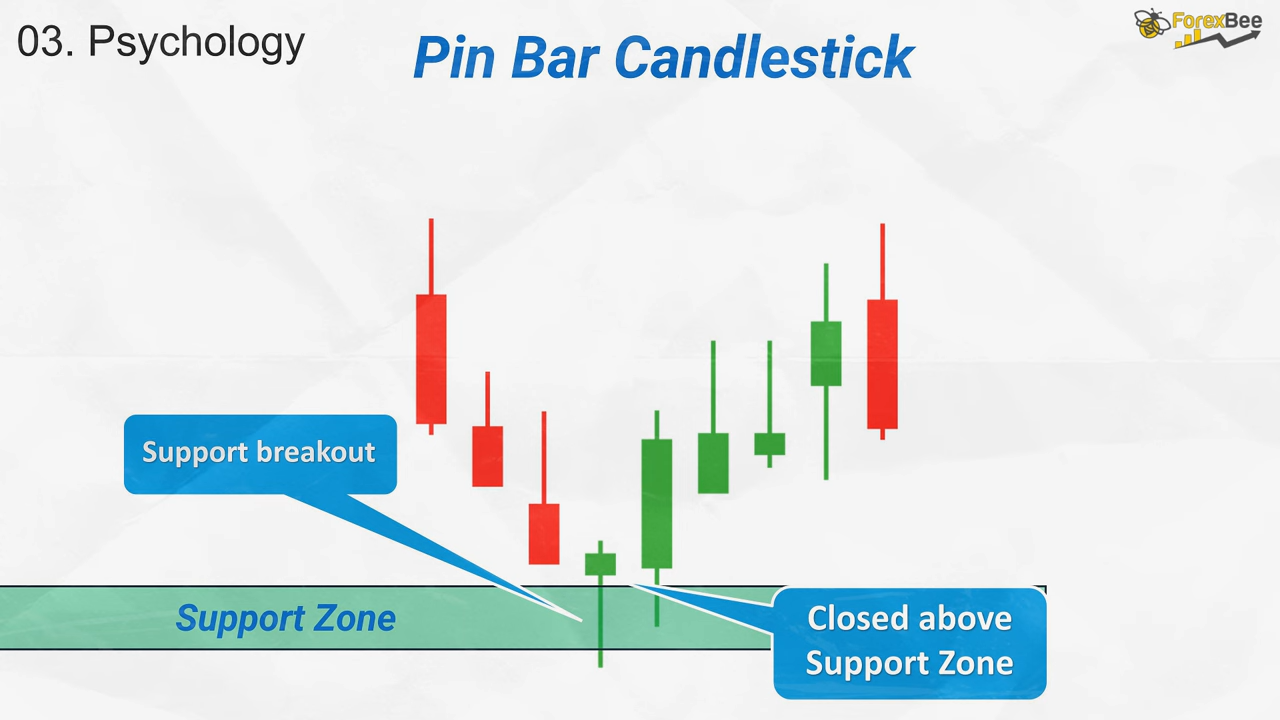 03. Psychology
Pin Bar Candlestick
ForexBee
Support breakout
Support Zone
Closed above
Support Zone